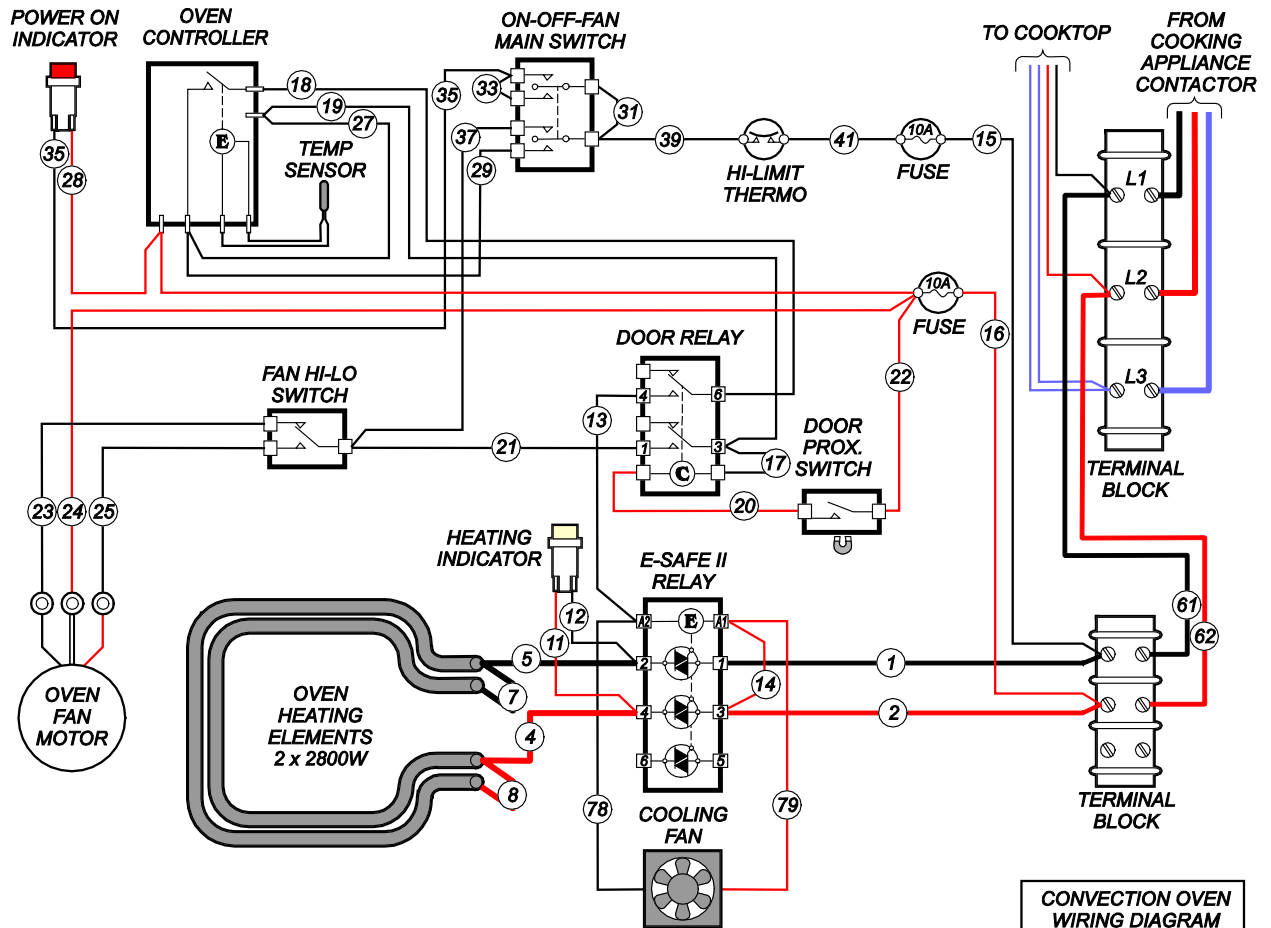 POWER ON
INDICATOR
OVEN
CONTROLLER
ON-OFF-FAN
MAIN SWITCH
TO COOKTOP
FROM
COOKING
APPLIANCE
CONTACTOR
18
19
27
35
33
31
37
29
39
41
10A
15
E
TEMP
SENSOR
HI-LIMIT
THERMO
FUSE
L1
35
28
L2
10A
FUSE
16
DOOR RELAY
22
L3
FAN HI-LO
SWITCH
4
6
13
21
1
3
17
C
DOOR
PROX.
SWITCH
TERMINAL
BLOCK
20
23
24
25
HEATING
INDICATOR
E-SAFE II
RELAY
12
11
A2
E
A1
61
62
5
2
1
1
14
7
4
3
2
4
6
5
8
OVEN
FAN
MOTOR
OVEN
HEATING
ELEMENTS
2 x 2800W
78
79
COOLING
FAN
TERMINAL
BLOCK
CONVECTION OVEN
WIRING DIAGRAM